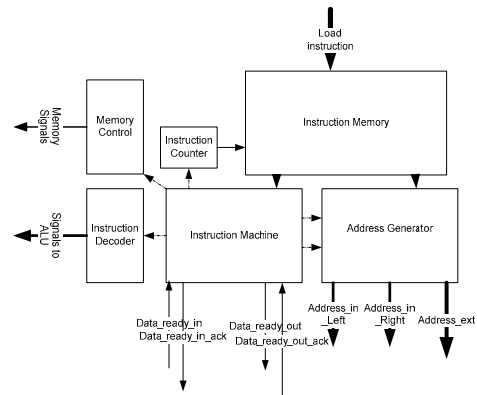 Load
instruction
Memory
Signals
Memory
Control
Instruction
Counter
Instruction Memory
Signals to
ALU
Instruction
Decoder
Instruction Machine
Address Generator
Data_ready_in
Data_ready_in_ack
Data_ready_out
Data_ready_out_ack
Address_in
_Left
Address_in
_Right
Address_ext